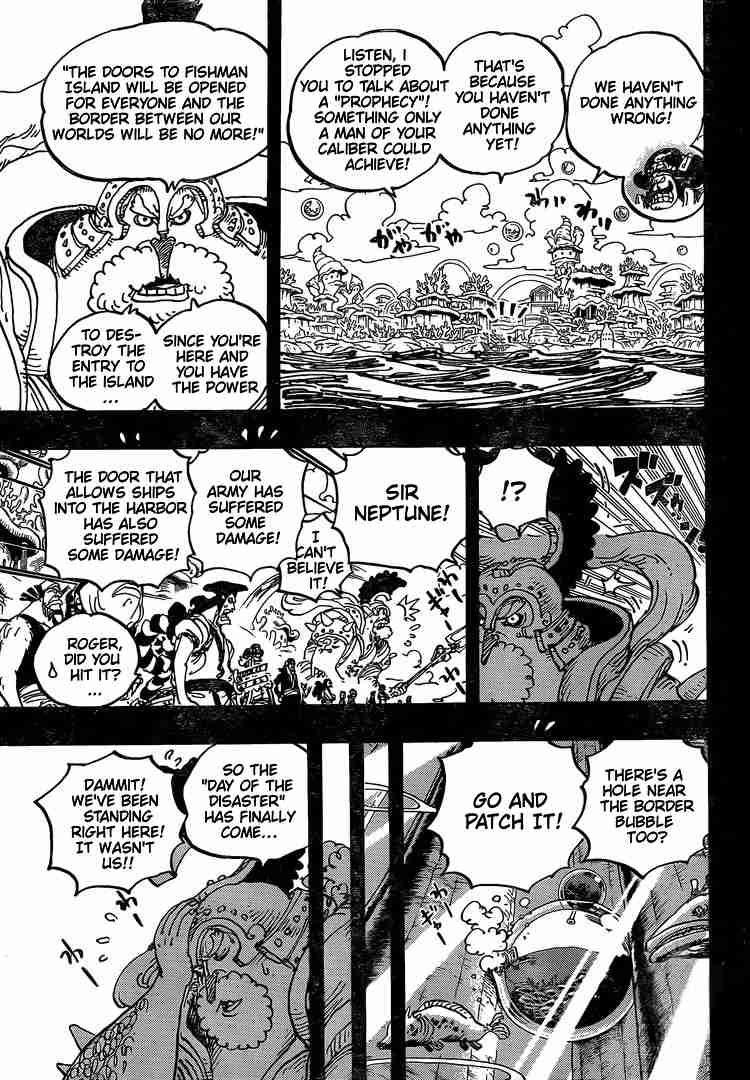 WE HAVEN'T
DONE ANYTHING
WRONG!
THAT'S
BECAUSE
YOU HAVEN'T
DONE
ANYTHING
YET!
LISTEN, I
STOPPED
YOU TO TALK ABOUT
A "PROPHECY"!
SOMETHING ONLY
A MAN OF YOUR
CALIBER COULD
ACHIEVE!
"THE DOORS TO FISHMAN
ISLAND WILL BE OPENED
FOR EVERYONE AND THE
BORDER BETWEEN OUR
WORLDS WILL BE NO MORE!"
SINCE YOU'RE
HERE AND
YOU HAVE
THE POWER
TO DES-
TROY THE
ENTRY TO
THE ISLAND
...
!?
SIR
NEPTUNE!
I
CAN'T
BELIEVE
IT!
OUR
ARMY HAS
SUFFERED
SOME
DAMAGE!
THE DOOR THAT
ALLOWS SHIPS
INTO THE HARBOR
HAS ALSO
SUFFERED
SOME DAMAGE!
ROGER,
DID YOU
HIT IT?
...
THERE'S A
HOLE NEAR
THE BORDER
BUBBLE
TOO?
GO AND
PATCH IT!
SO THE
"DAY OF THE
DISASTER"
HAS FINALLY
COME...
DAMMIT!
WE'VE BEEN
STANDING
RIGHT HERE!
IT WASN'T
US!!